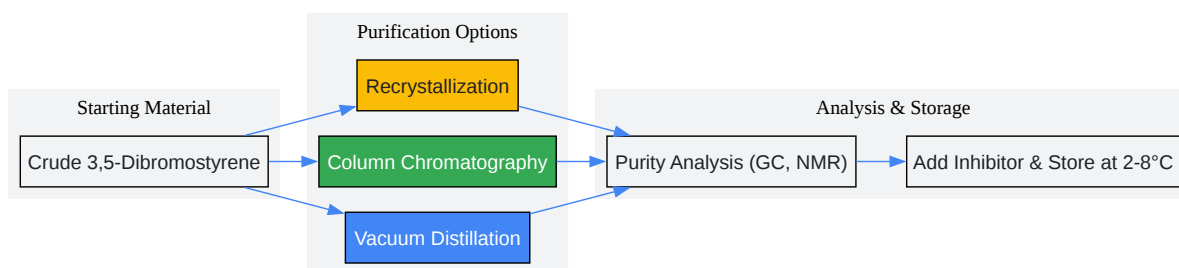 Purification Options
Recrystallization
Starting Material
Analysis & Storage
Crude 3,5-Dibromostyrene
Column Chromatography
Purity Analysis (GC, NMR)
Add Inhibitor & Store at 2-8°C
Vacuum Distillation